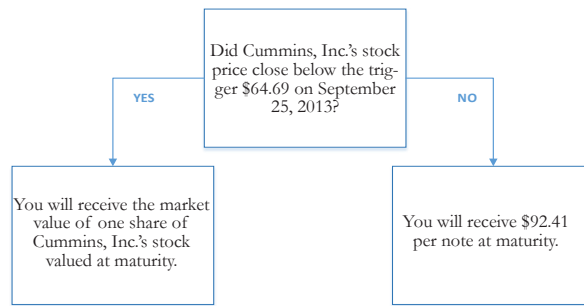 Did Cummins, Inc.'s stock
price close below the trig-
ger $64.69 on September
25, 2013?
YES
NO
You will receive the market
value of one share of
Cummins, Inc.'s stock
valued at maturity.
You will receive $92.41
per note at maturity.